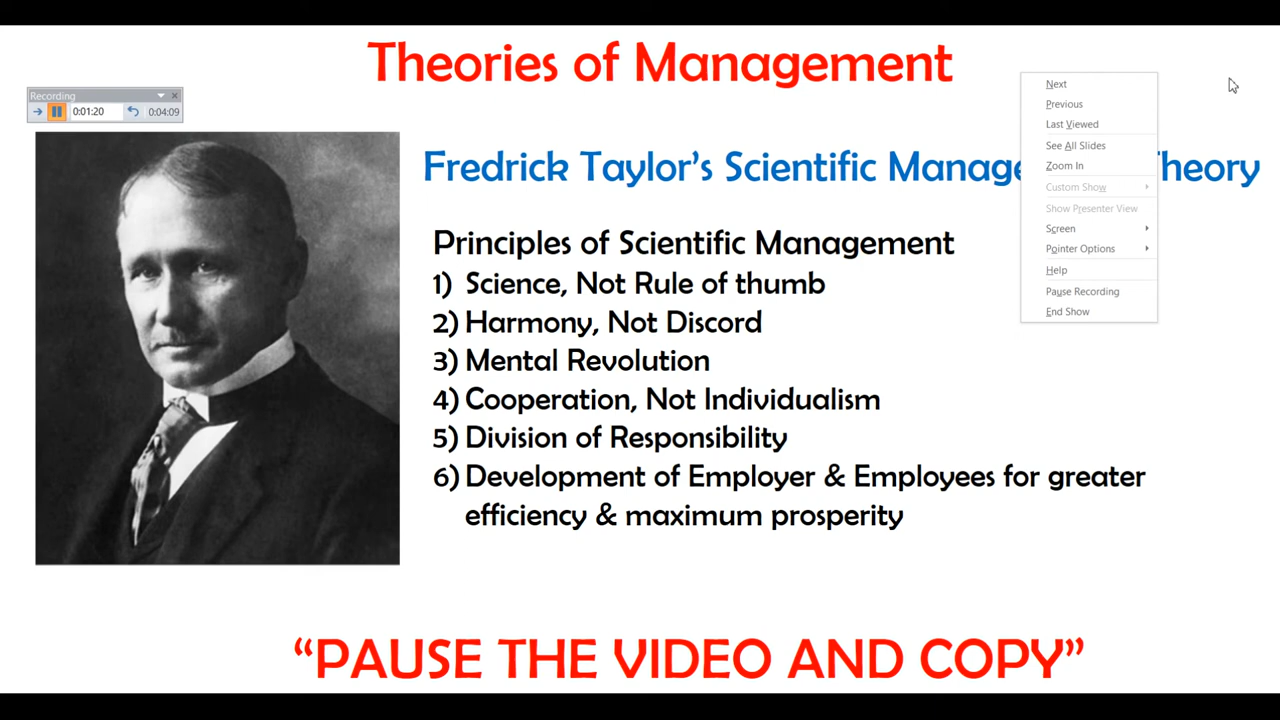 Theories of Management
Recording
0:01:20
0:04:09
Next
Previous
Last Viewed
See All Slides
Zoom In
Custom Show
Show Presenter View
Screen
Pointer Options
Help
Pause Recording
End Show
Fredrick Taylor's Scientific Manage Theory
Principles of Scientific Management
1) Science, Not Rule of thumb
2) Harmony, Not Discord
3) Mental Revolution
4) Cooperation, Not Individualism
5) Division of Responsibility
6) Development of Employer & Employees for greater
efficiency & maximum prosperity
“PAUSE THE VIDEO AND COPY”